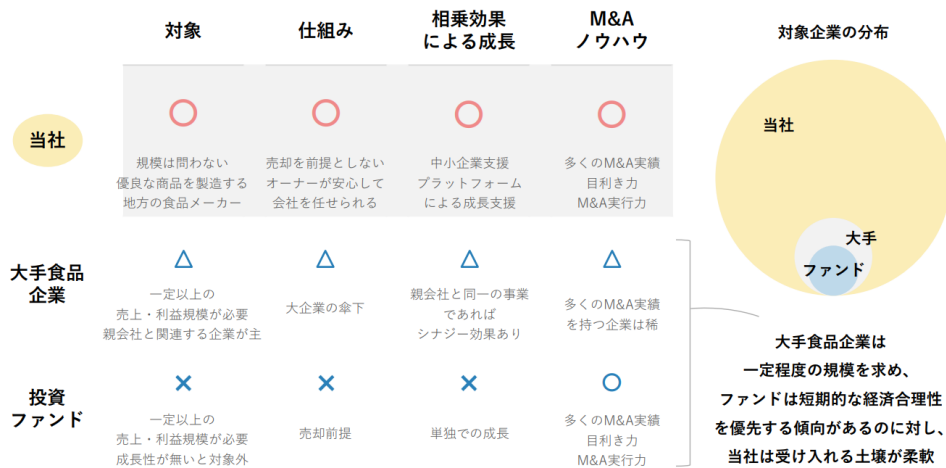 対象
仕組み
相乗効果
による成長
M&A
ノウハウ
対象企業の分布
当社
規模は問わない
優良な商品を製造する
地方の食品メーカー
売却を前提としない
オーナーが安心して
会社を任せられる
中小企業支援
プラットフォーム
による成長支援
多くのM&A実績
目利き力
M&A実行力
当社
大手
ファンド
大手食品
企業
一定以上の
売上・利益規模が必要
親会社と関連する企業が主
大企業の傘下
親会社と同一の事業
であれば
シナジー効果あり
多くのM&A実績
を持つ企業は稀
投資
ファンド
一定以上の
売上・利益規模が必要
成長性が無いと対象外
売却前提
単独での成長
多くのM&A実績
目利き力
M&A実行力
大手食品企業は
一定程度の規模を求め、
ファンドは短期的な経済合理性
を優先する傾向があるのに対し、
当社は受け入れる土壌が柔軟